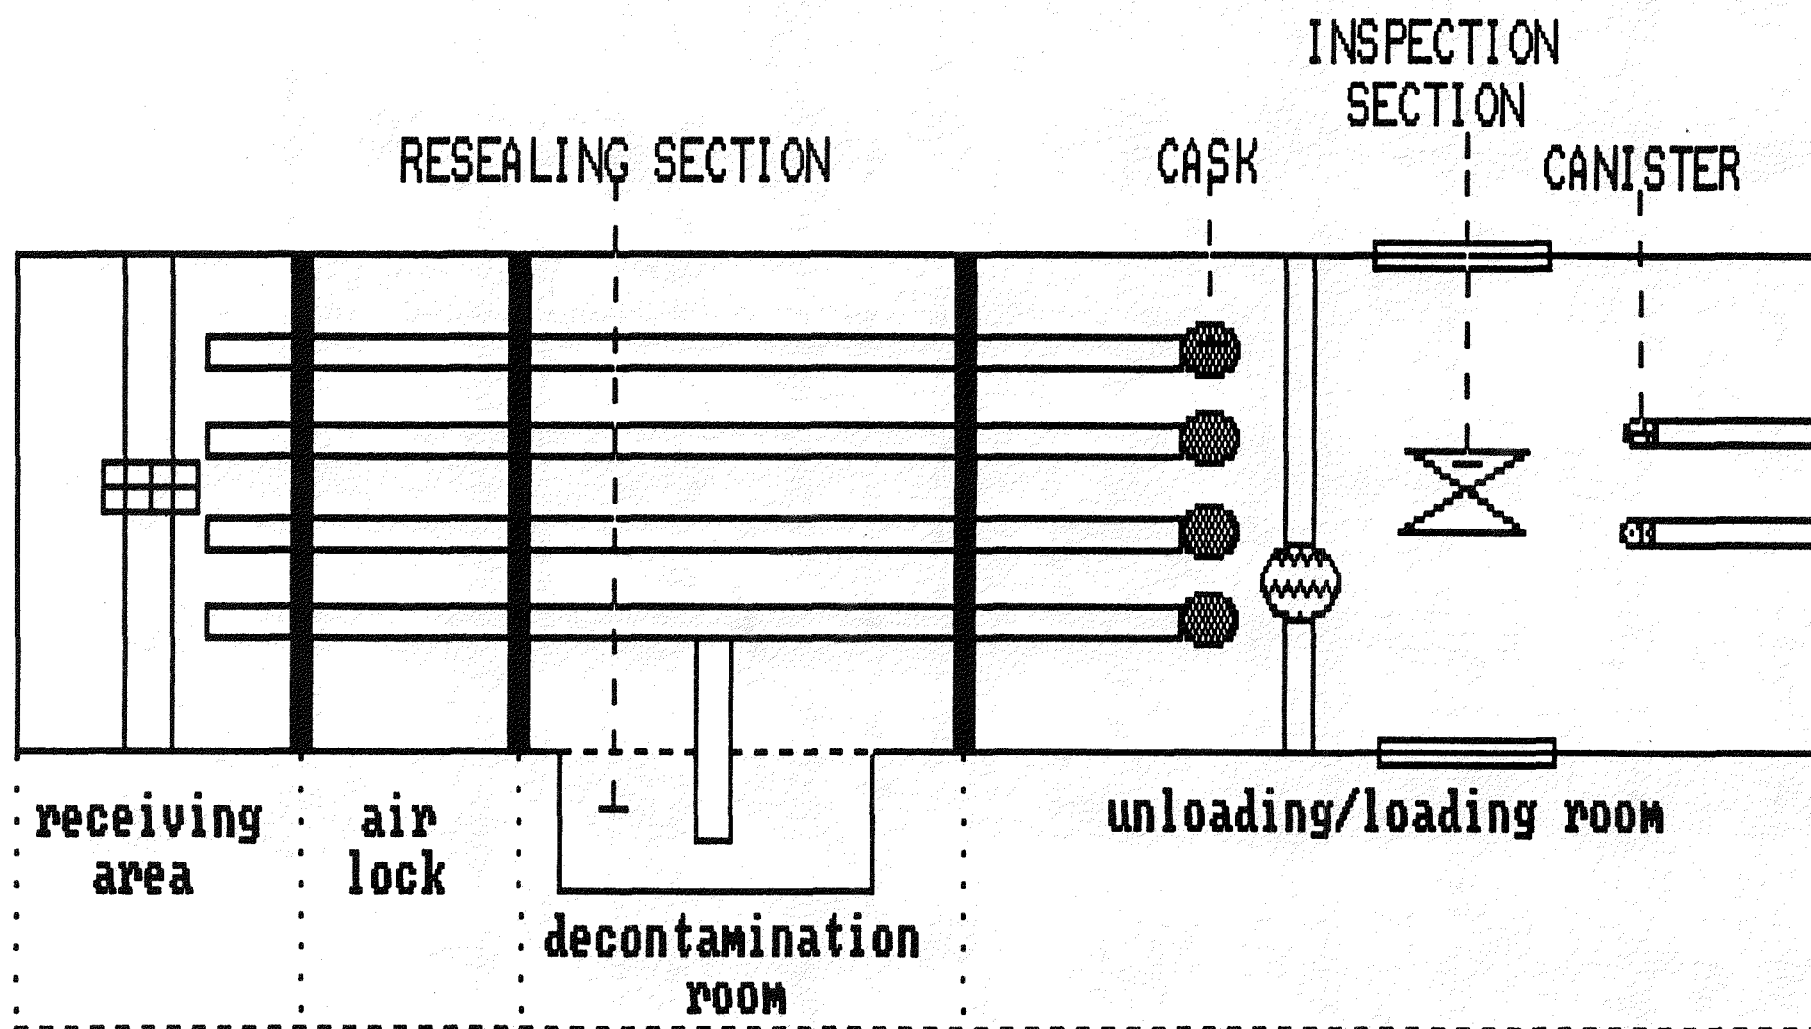 INSPECTION
SECTION
RESEALING SECTION
CASK
CANISTER
receiving
area
air
lock
decontamination
room
unloading/loading room